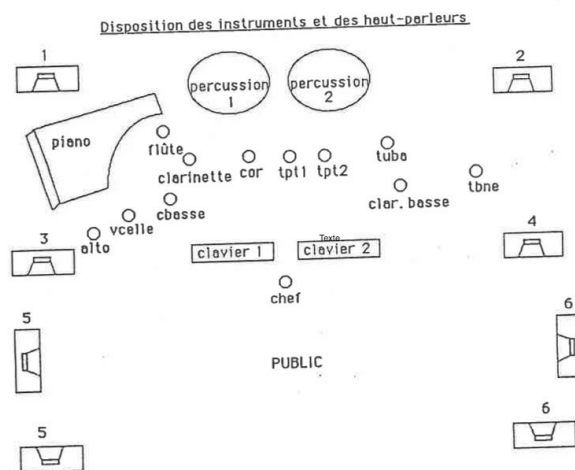 Disposition des instruments et des haut-parleurs
1
2
percussion
1
percussion
2
piano
flûte
clarinette
cor
tpt1
tpt2
tuba
clar. basse
tbne
cbasse
vcelle
alto
3
4
clavier 1
Texte
clavier 2
chef
5
6
PUBLIC
5
6